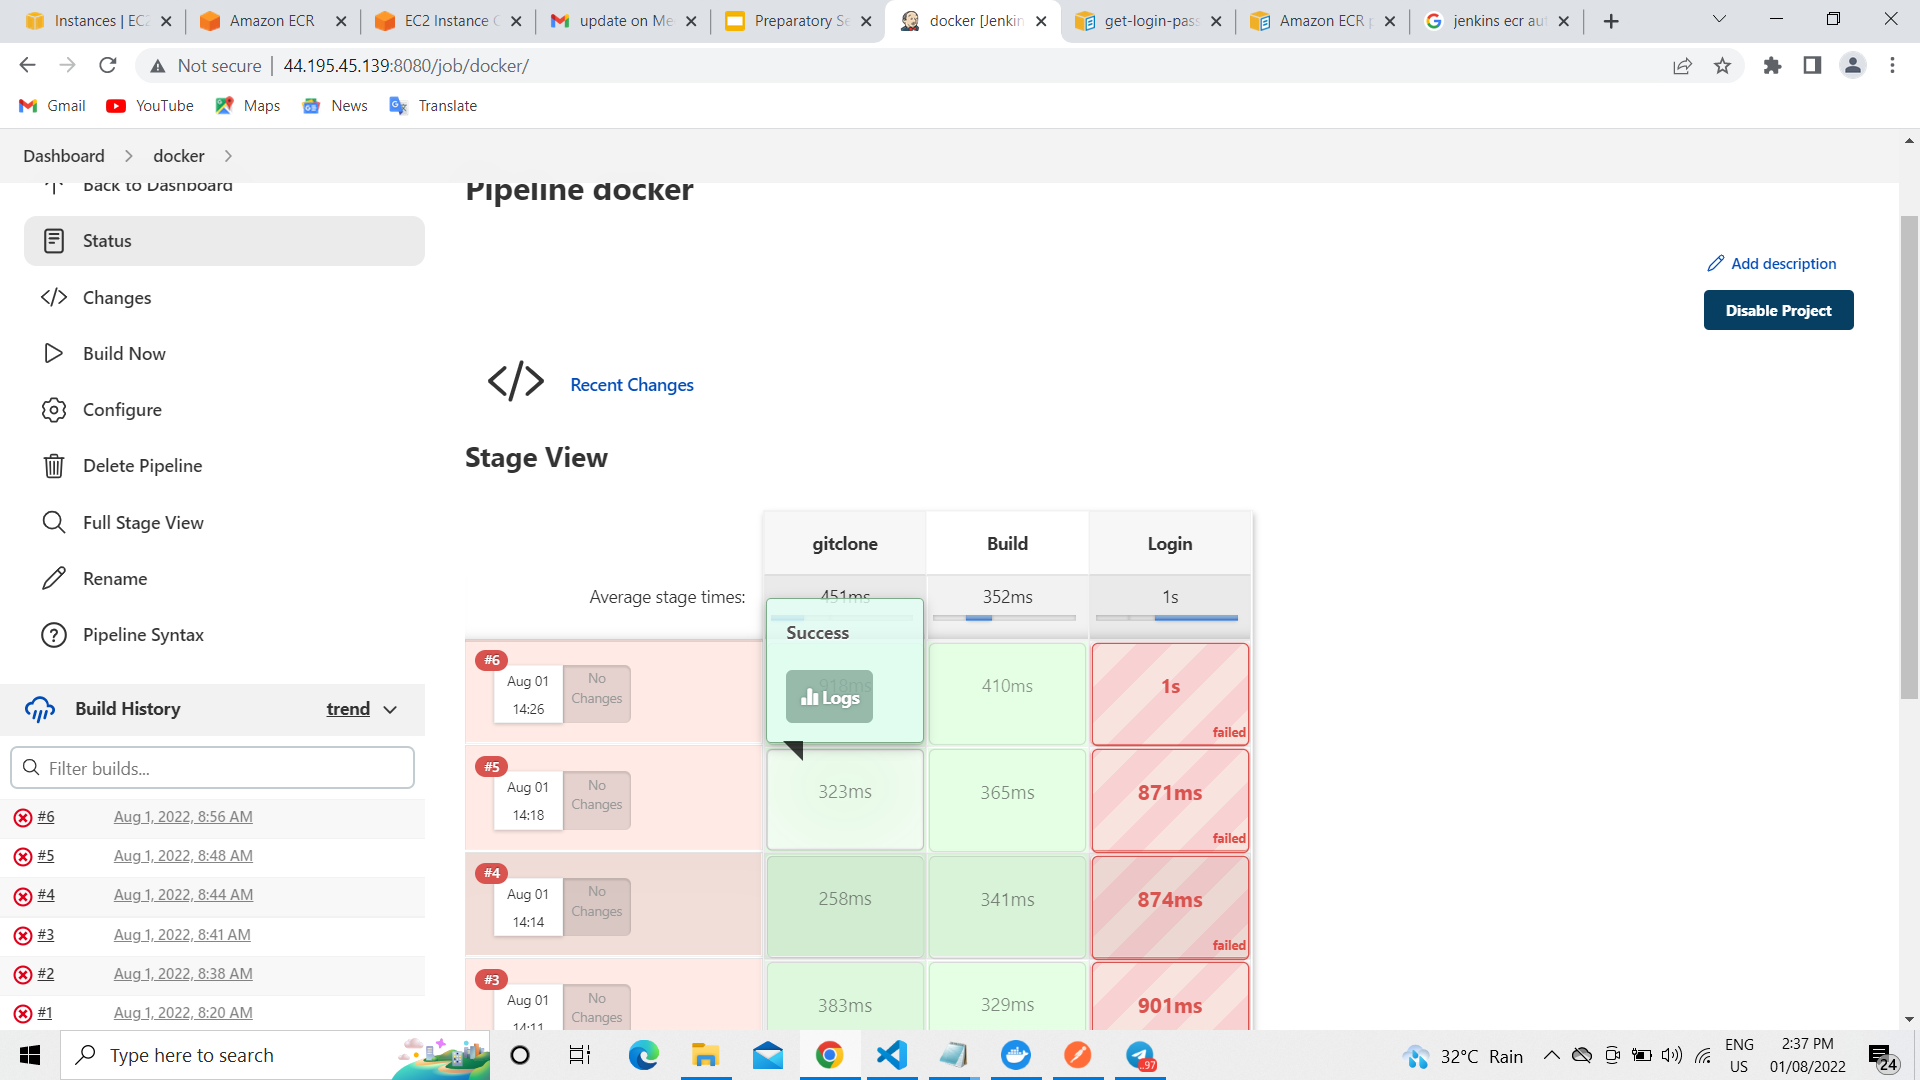 Instances | EC2
Amazon ECR
EC2 Instance C
update on Me
Preparatory Se
docker [Jenkin
get-login-pass
Amazon ECR p
jenkins ecr aut
Not secure
44.195.45.139:8080/job/docker/
Gmail
YouTube
Maps
News
Translate
Dashboard
docker
Back to Dashboard
Status
Changes
Build Now
Configure
Delete Pipeline
Full Stage View
Rename
Pipeline Syntax
Build History
trend
Filter builds...
#6 Aug 1, 2022, 8:56 AM
#5 Aug 1, 2022, 8:48 AM
#4 Aug 1, 2022, 8:44 AM
#3 Aug 1, 2022, 8:41 AM
#2 Aug 1, 2022, 8:38 AM
#1 Aug 1, 2022, 8:20 AM
Pipeline docker
Add description
Disable Project
Recent Changes
Stage View
gitclone Build Login
Average stage times: 451ms 352ms 1s
Success
Logs
#6
Aug 01
14:26
No
Changes
918ms
410ms
1s
failed
#5
Aug 01
14:18
No
Changes
323ms
365ms
871ms
failed
#4
Aug 01
14:14
No
Changes
258ms
341ms
874ms
failed
#3
Aug 01
14:11
No
Changes
383ms
329ms
901ms
Type here to search
..97
32°C Rain
ENG
US
2:37 PM
01/08/2022
24